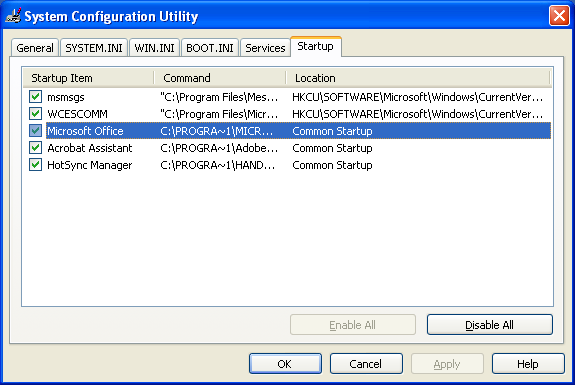 System Configuration Utility
General SYSTEM.INI WIN.INI BOOT.INI Services Startup
Startup Item Command Location
msmsgs "C:\Program Files\Mes... HKCU\SOFTWARE\Microsoft\Windows\CurrentVer...
WCESCOMM "C:\Program Files\Micr... HKCU\SOFTWARE\Microsoft\Windows\CurrentVer...
Microsoft Office C:\PROGRA~1\MICR... Common Startup
Acrobat Assistant C:\PROGRA~1\Adobe... Common Startup
HotSync Manager C:\PROGRA~1\HAND... Common Startup
Enable All Disable All
OK Cancel Apply Help